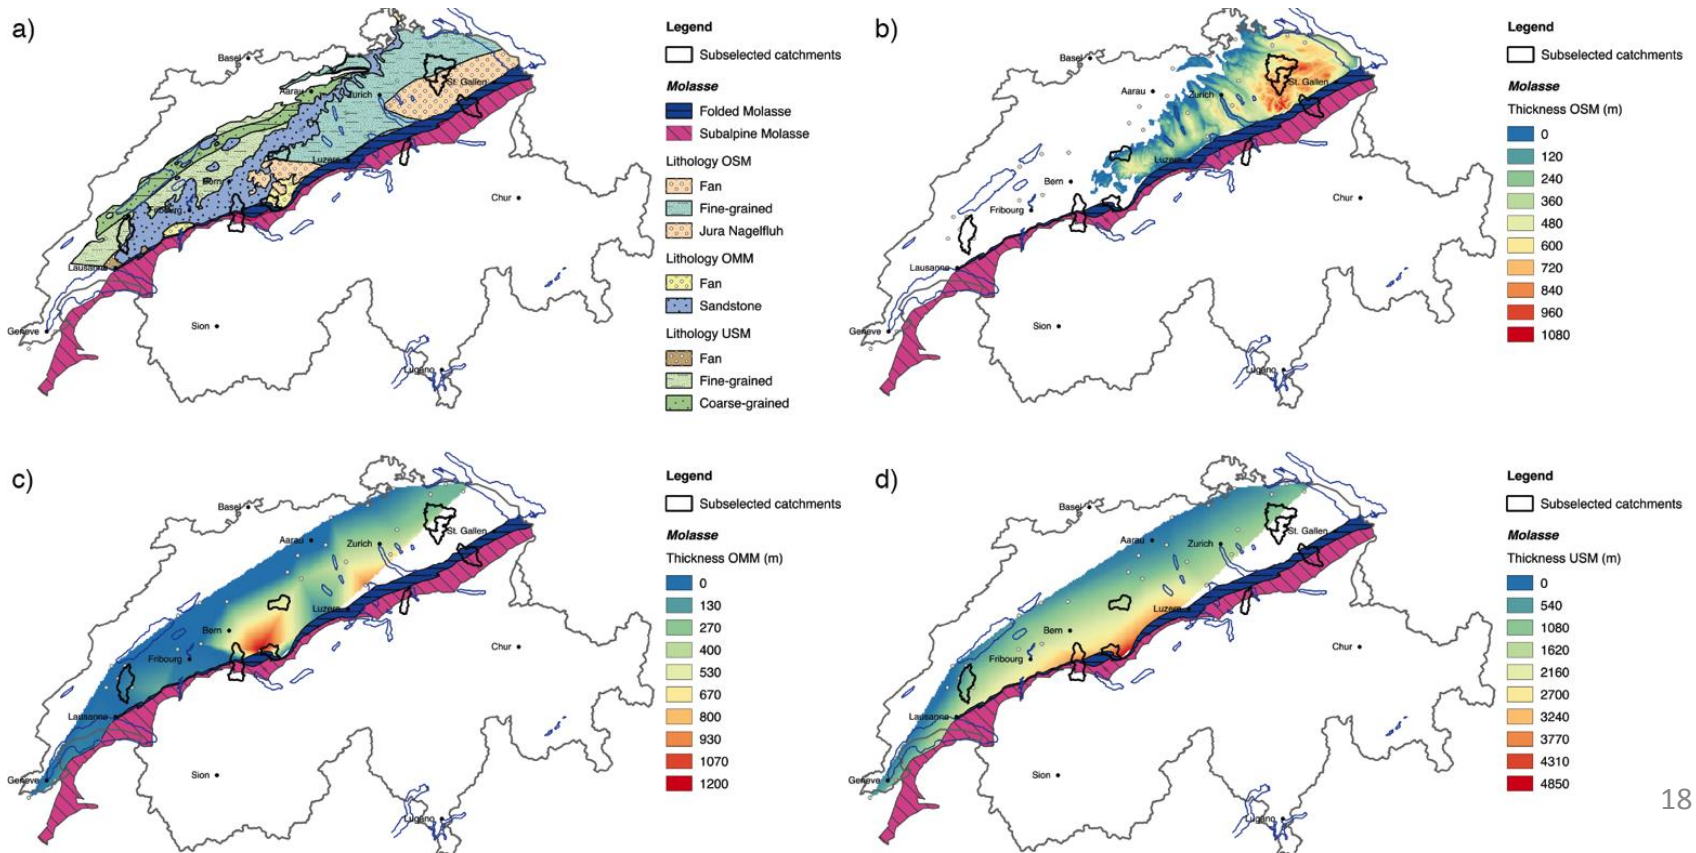 a)
Basel
Aarau
Zurich
St. Gallen
Luzern
Bern
Fribourg
Chur
Lausanne
Geneve
Sion
Lugano
Legend
Subselected catchments
Molasse
Folded Molasse
Subalpine Molasse
Lithology OSM
Fan
Fine-grained
Jura Nagelfluh
Lithology OMM
Fan
Sandstone
Lithology USM
Fan
Fine-grained
Coarse-grained
b)
Basel
Aarau
Zurich
St. Gallen
Luzern
Bern
Fribourg
Chur
Lausanne
Geneve
Sion
Lugano
Legend
Subselected catchments
Molasse
Thickness OSM (m)
0
120
240
360
480
600
720
840
960
1080
c)
Basel
Aarau
Zurich
St. Gallen
Luzern
Bern
Fribourg
Chur
Lausanne
Geneve
Sion
Lugano
Legend
Subselected catchments
Molasse
Thickness OMM (m)
0
130
270
400
530
670
800
930
1070
1200
d)
Basel
Aarau
Zurich
St. Gallen
Luzern
Bern
Fribourg
Chur
Lausanne
Geneve
Sion
Lugano
Legend
Subselected catchments
Molasse
Thickness USM (m)
0
540
1080
1620
2160
2700
3240
3770
4310
4850
18